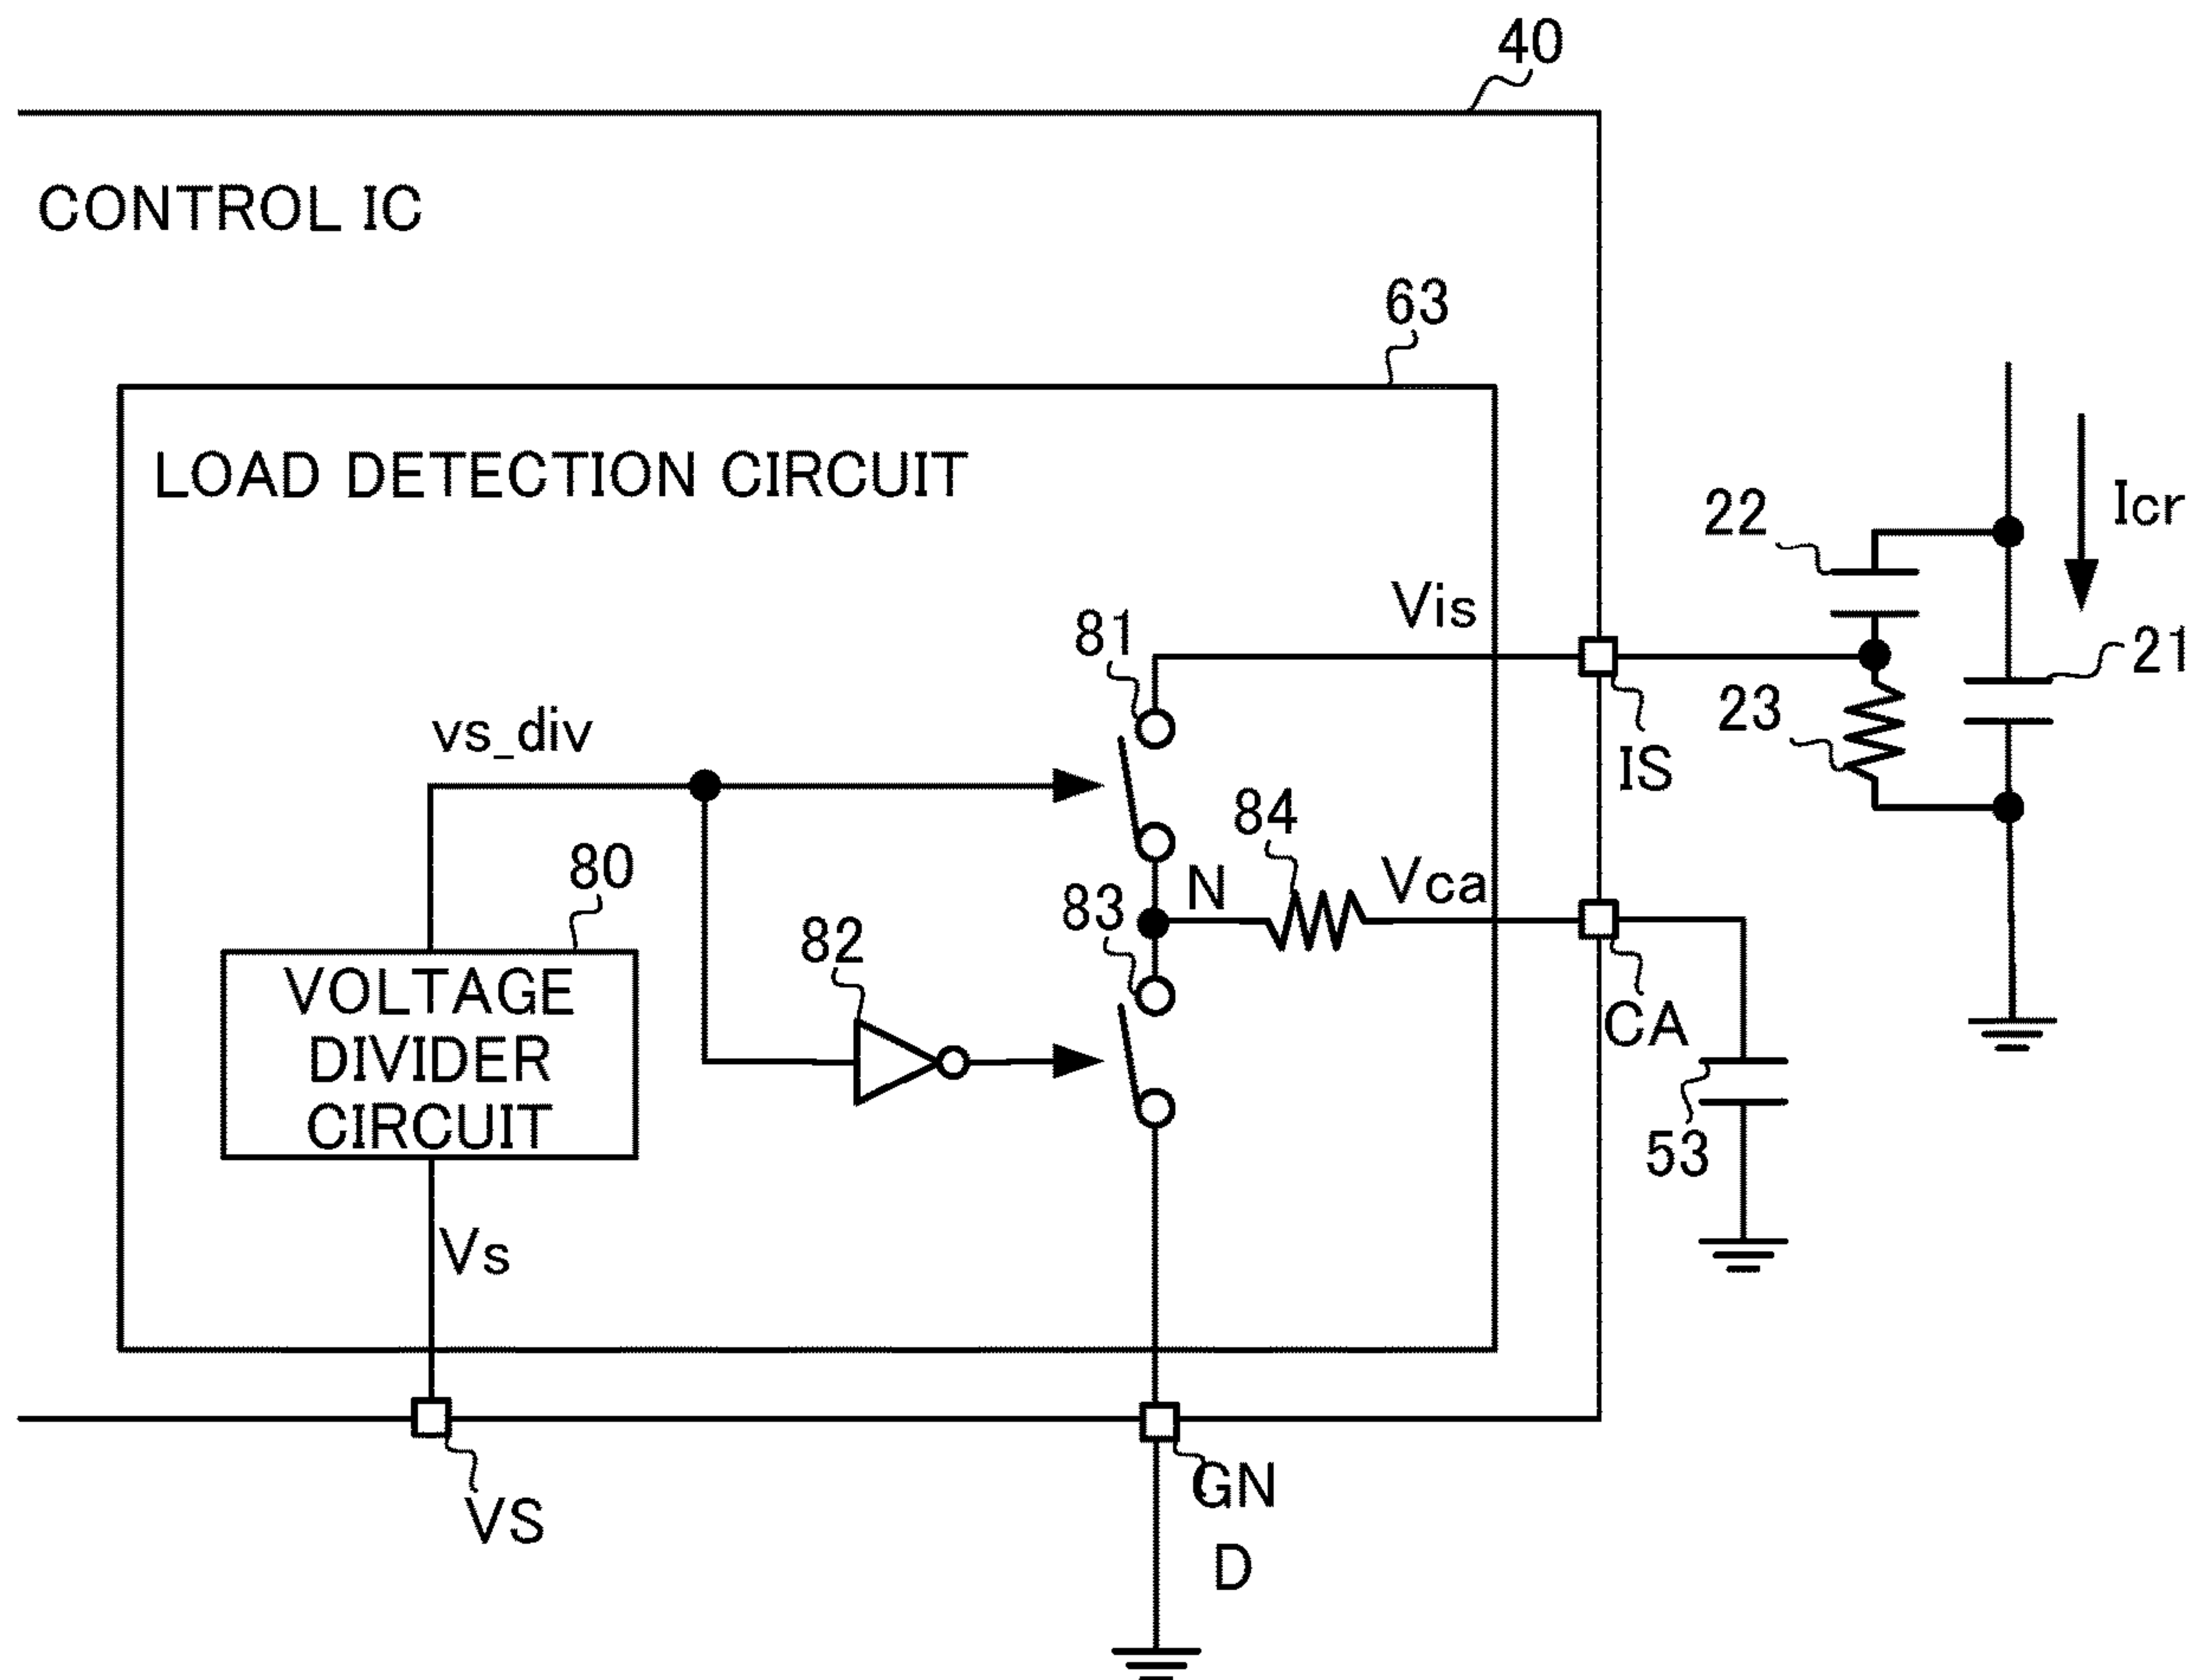 40
CONTROL IC
63
LOAD DETECTION CIRCUIT
22
Icr
Vis
81
21
vs_div
23
IS
84
80
N
Vca
83
82
VOLTAGE
DIVIDER
CIRCUIT
CA
53
Vs
VS
GN
D